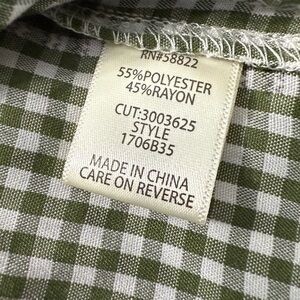 RN#58822
55%POLYESTER
45%RAYON
CUT:3003625
STYLE
1706B35
MADE IN CHINA
CARE ON REVERSE